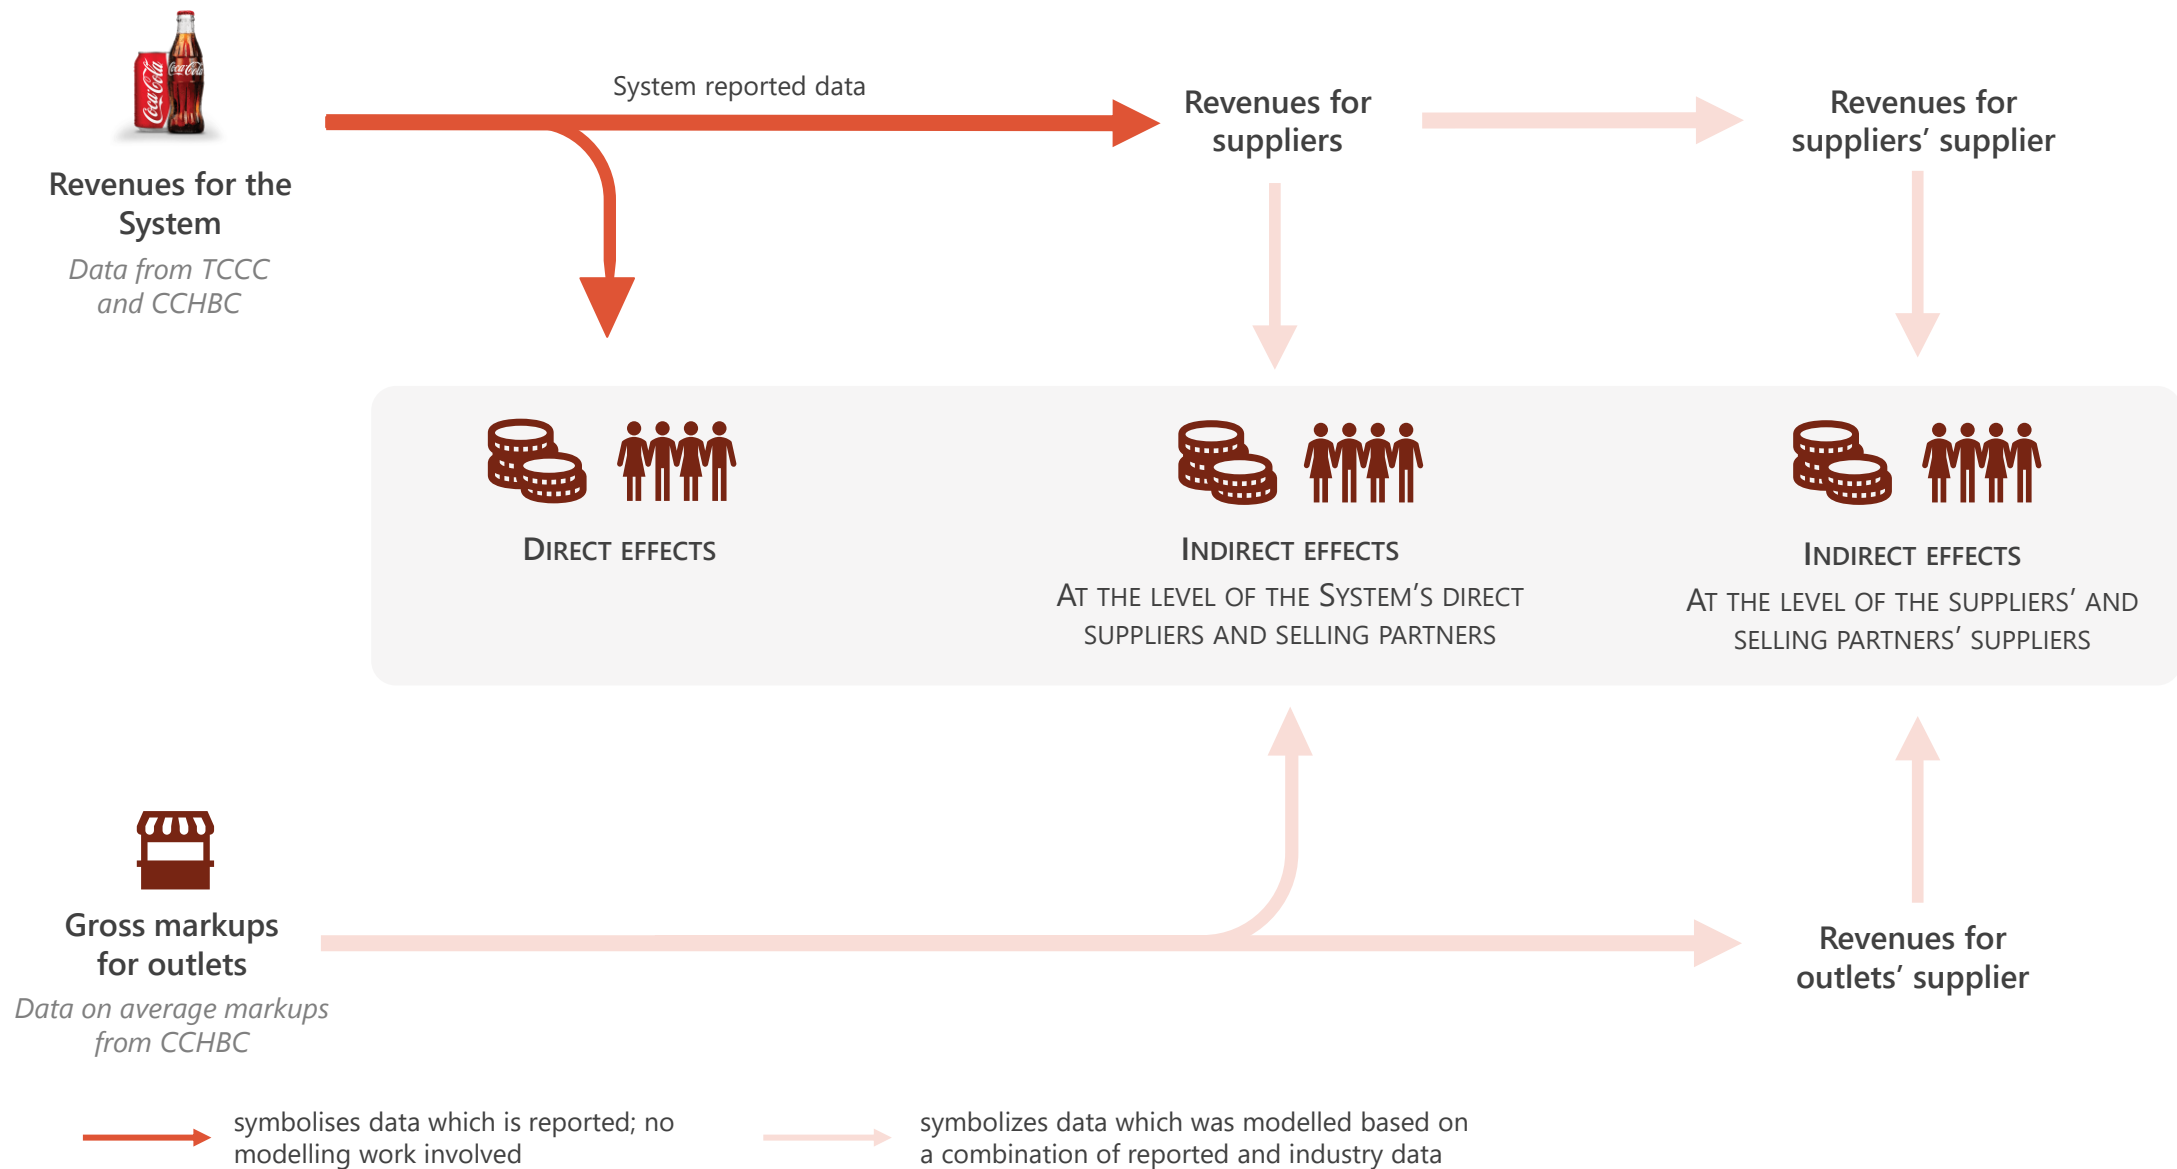 Coca-Cola
Coca-Cola
System reported data
Revenues for the
System
Data from TCCC
and CCHBC
Revenues for
suppliers
Revenues for
suppliers’ supplier
DIRECT EFFECTS
INDIRECT EFFECTS
AT THE LEVEL OF THE SYSTEM’S DIRECT
SUPPLIERS AND SELLING PARTNERS
INDIRECT EFFECTS
AT THE LEVEL OF THE SUPPLIERS’ AND
SELLING PARTNERS’ SUPPLIERS
Gross markups
for outlets
Data on average markups
from CCHBC
Revenues for
outlets’ supplier
symbolises data which is reported; no
modelling work involved
symbolizes data which was modelled based on
a combination of reported and industry data